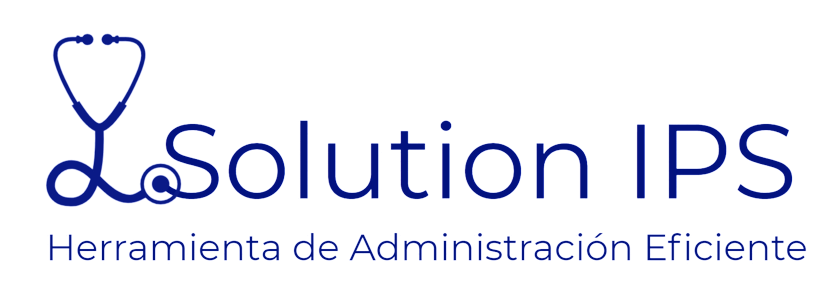 Solution IPS
Herramienta de Administración Eficiente